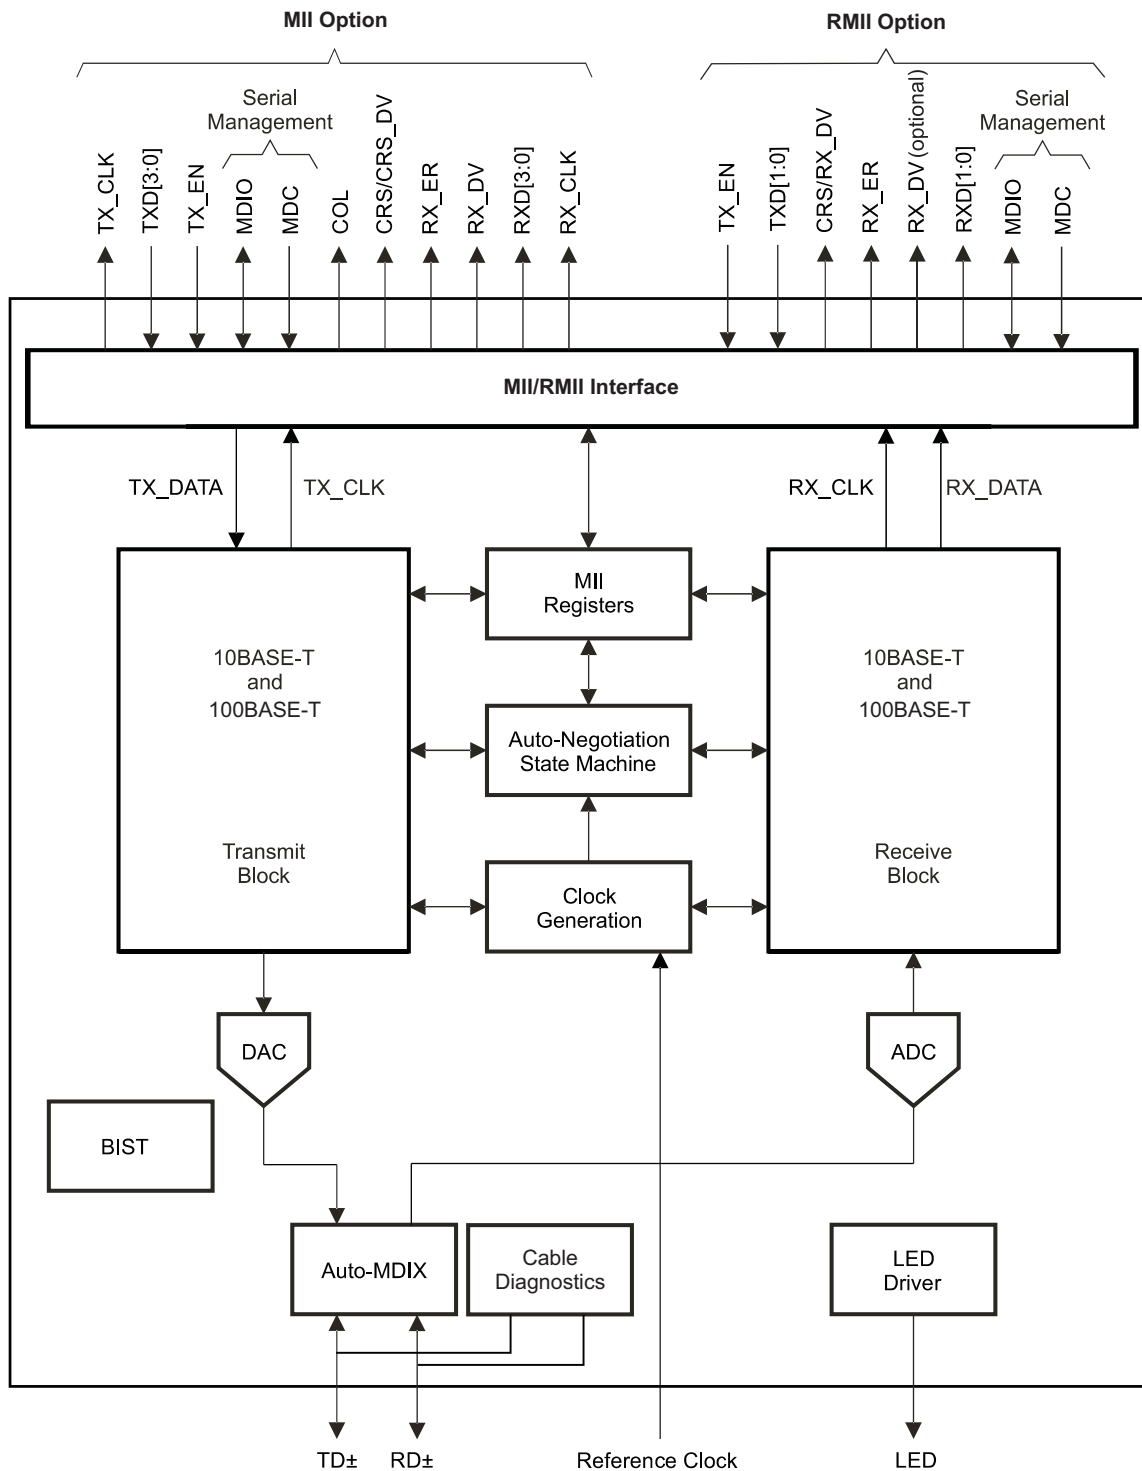 MII Option
RMII Option
Serial
Management
Serial
Management
TX_CLK
TXD[3:0]
TX_EN
MDIO
MDC
COL
CRS/CRS_DV
RX_ER
RX_DV
RXD[3:0]
RX_CLK
TX_EN
TXD[1:0]
CRS/RX_DV
RX_ER
RX_DV (optional)
RXD[1:0]
MDIO
MDC
MII/RMII Interface
TX_DATA
TX_CLK
RX_CLK
RX_DATA
10BASE-T
and
100BASE-T
Transmit
Block
MII
Registers
Auto-Negotiation
State Machine
Clock
Generation
10BASE-T
and
100BASE-T
Receive
Block
DAC
ADC
BIST
Auto-MDIX
Cable
Diagnostics
LED
Driver
TD±
RD±
Reference Clock
LED